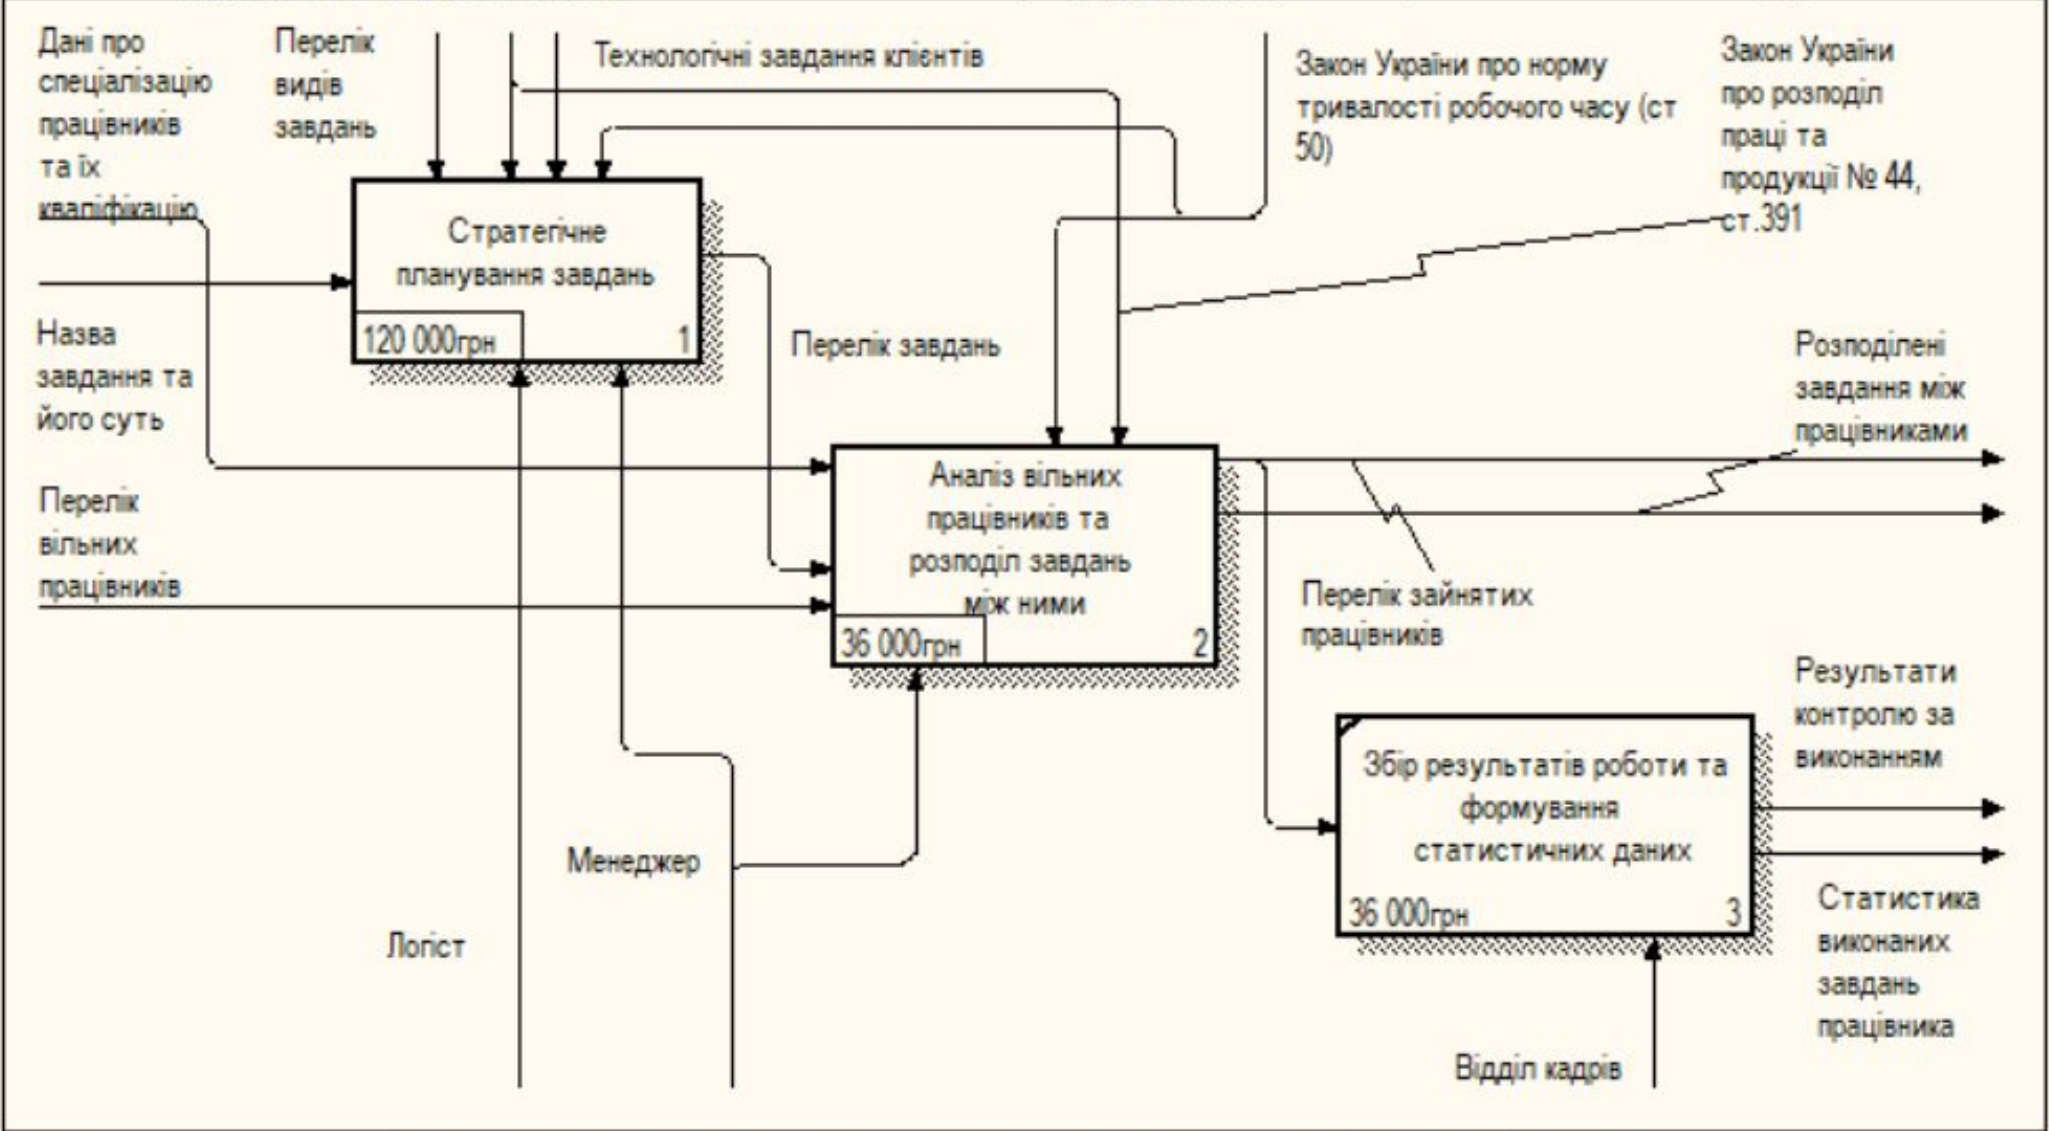 Дані про
спеціалізацію
працівників
та їх
кваліфікацію
Перелік
видів
завдань
Технологічні завдання клієнтів
Закон України про норму
тривалості робочого часу (ст
50)
Закон України
про розподіл
праці та
продукції № 44,
ст.391
Стратегічне
планування завдань
120 000грн
1
Назва
завдання та
його суть
Перелік завдань
Розподілені
завдання між
працівниками
Перелік
вільних
працівників
Аналіз вільних
працівників та
розподіл завдань
між ними
36 000грн
2
Перелік зайнятих
працівників
Результати
контролю за
виконанням
Збір результатів роботи та
формування
статистичних даних
36 000грн
3
Менеджер
Логіст
Статистика
виконаних
завдань
працівника
Відділ кадрів